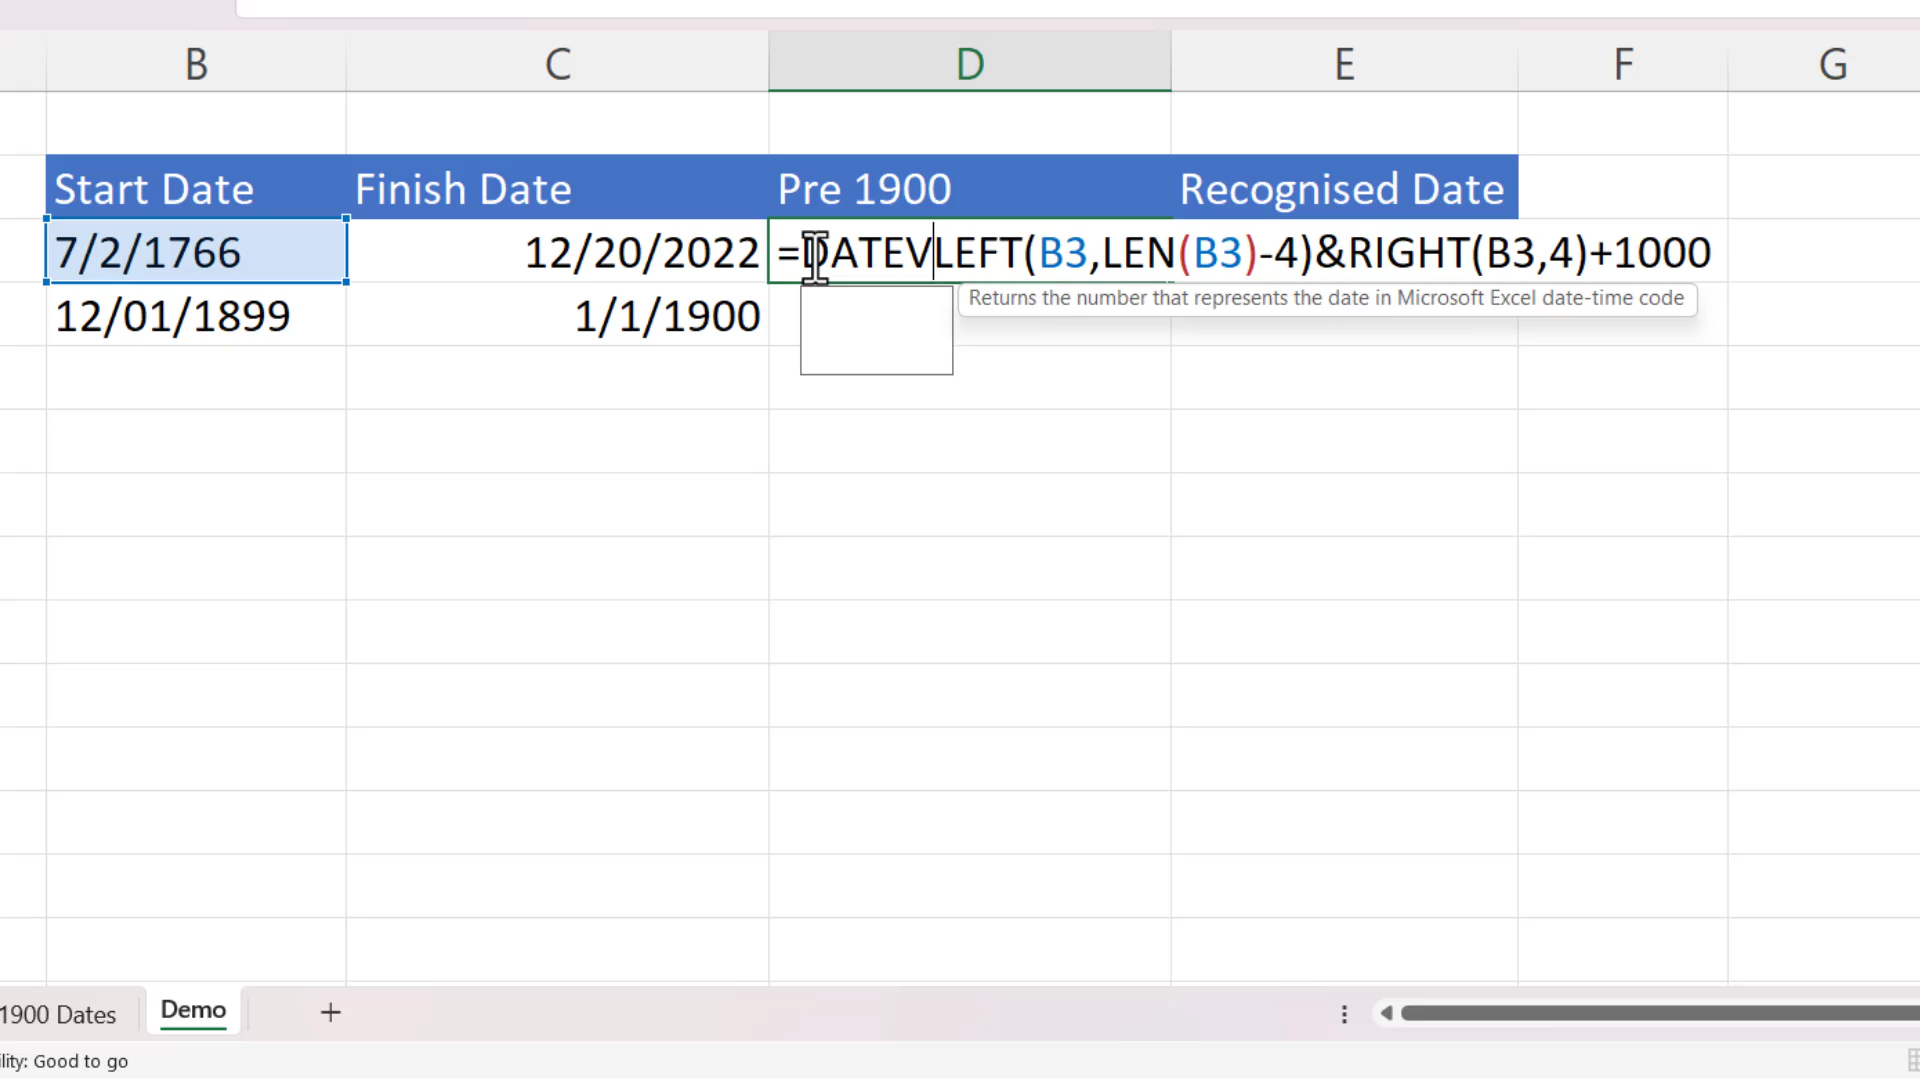 B C D E F G
Start Date Finish Date Pre 1900 Recognised Date
7/2/1766 12/20/2022 =DATEVLEFT(B3,LEN(B3)-4)&RIGHT(B3,4)+1000
Returns the number that represents the date in Microsoft Excel date-time code
12/01/1899 1/1/1900
1900 Dates Demo +
ility: Good to go